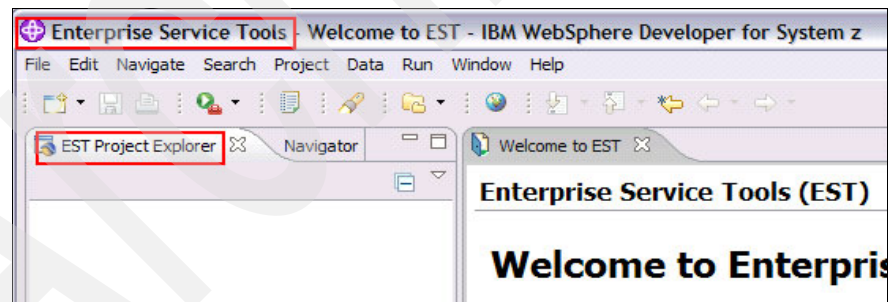 Enterprise Service Tools - Welcome to EST - IBM WebSphere Developer for System z
File Edit Navigate Search Project Data Run Window Help
EST Project Explorer Navigator Welcome to EST
Enterprise Service Tools (EST)
Welcome to Enterpris